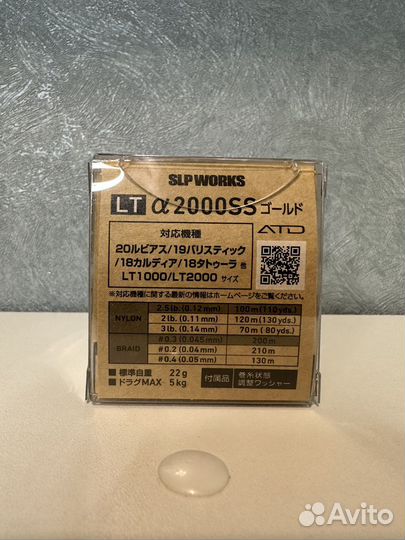 SLP WORKS
LT α2000SS ゴールド
対応機種
ATD
20ルビアス/19バリスティック
/18カルディア/18タトゥーラ 他
LT1000/LT2000 サイズ
※対応機種に関する最新の情報はホームページをご覧ください。
NYLON
2.5lb.(0.12mm) 100m(110yds.)
2lb.(0.11mm) 120m(130yds.)
3lb.(0.14mm) 70m(80yds.)
BRAID
#0.3(0.045mm) 200m
#0.2(0.04mm) 210m
#0.4(0.05mm) 130m
■標準自重 22g
■ドラグMAX 5kg
付属品
巻糸状態
調整ワッシャー
Avito